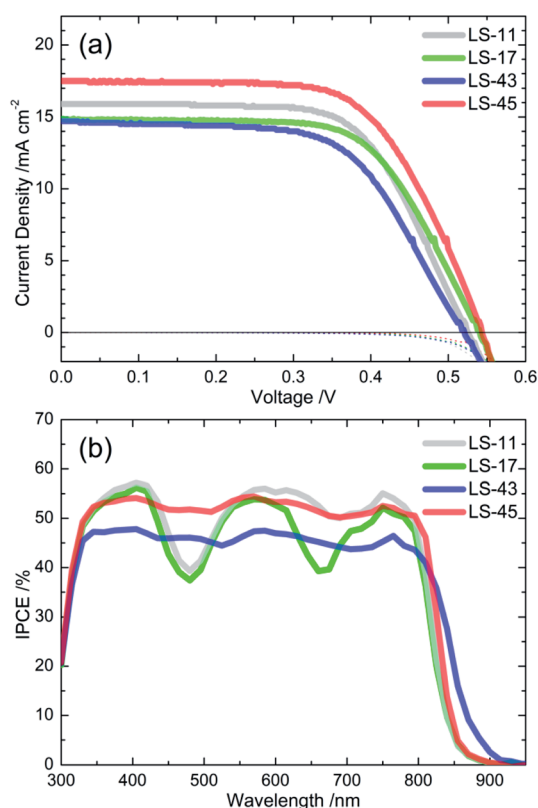 (a)
LS-11
LS-17
LS-43
LS-45
20
15
10
5
0
Current Density /mA cm⁻²
0.0 0.1 0.2 0.3 0.4 0.5 0.6
Voltage /V
(b)
LS-11
LS-17
LS-43
LS-45
70
60
50
40
30
20
10
0
IPCE /%
300 400 500 600 700 800 900
Wavelength /nm